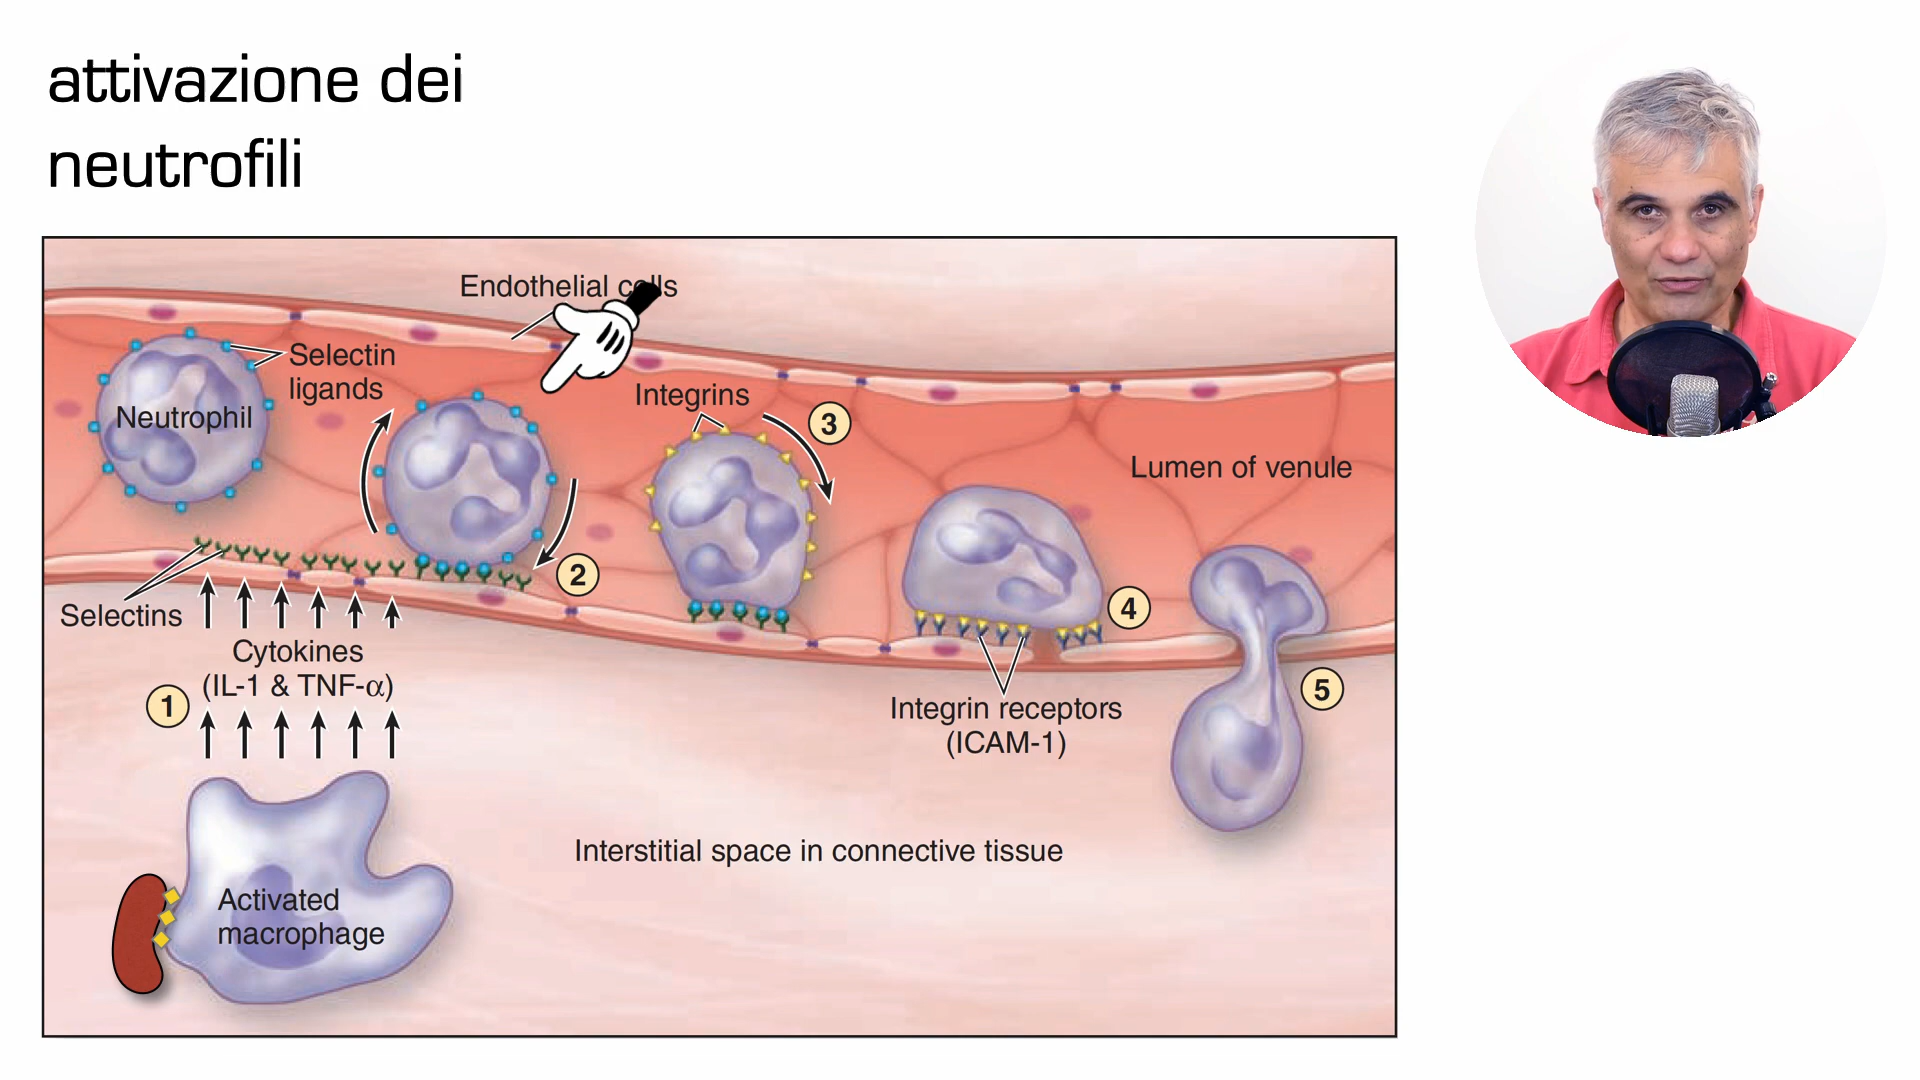 attivazione dei
neutrofili
Endothelial cells
Selectin
ligands
Neutrophil
Integrins
3
Lumen of venule
2
4
Selectins
Cytokines
(IL-1 & TNF-α)
1
5
Integrin receptors
(ICAM-1)
Interstitial space in connective tissue
Activated
macrophage